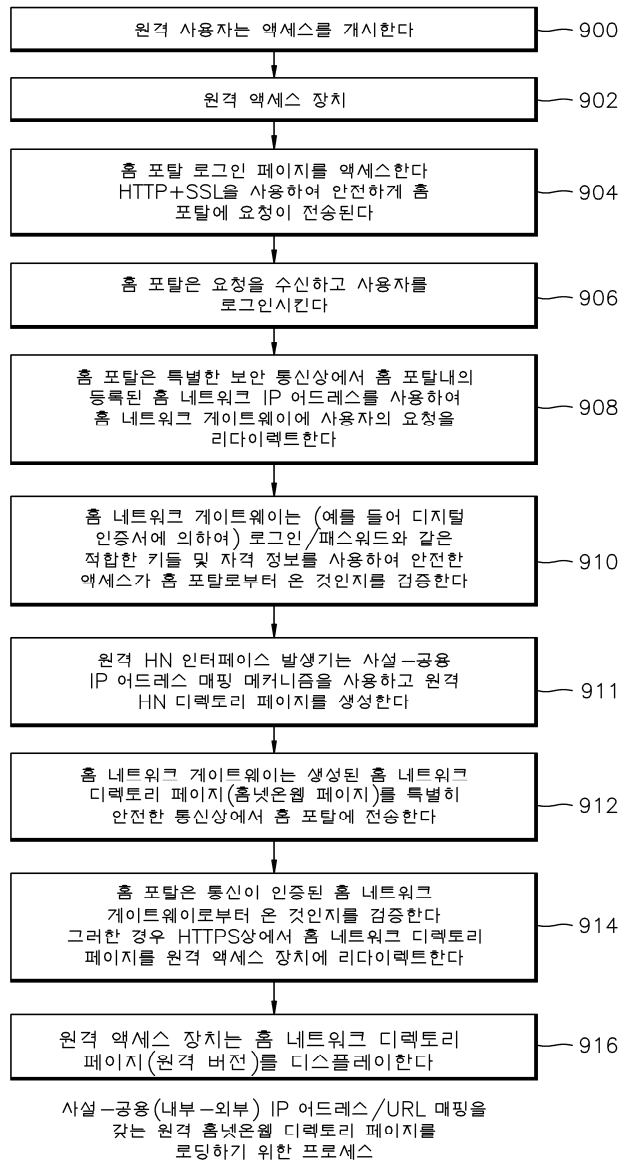 원격 사용자는 액세스를 개시한다
900
원격 액세스 장치
902
홈 포탈 로그인 페이지를 액세스한다
HTTP+SSL을 사용하여 안전하게 홈
포탈에 요청이 전송된다
904
홈 포탈은 요청을 수신하고 사용자를
로그인시킨다
906
홈 포탈은 특별한 보안 통신상에서 홈 포탈내의
등록된 홈 네트워크 IP 어드레스를 사용하여
홈 네트워크 게이트웨이에 사용자의 요청을
리다이렉트한다
908
홈 네트워크 게이트웨이는 (예를 들어 디지털
인증서에 의하여) 로그인/패스워드와 같은
적합한 키들 및 자격 정보를 사용하여 안전한
액세스가 홈 포탈로부터 온 것인지를 검증한다
910
원격 HN 인터페이스 발생기는 사설-공용
IP 어드레스 매핑 메커니즘을 사용하고 원격
HN 디렉토리 페이지를 생성한다
911
홈 네트워크 게이트웨이는 생성된 홈 네트워크
디렉토리 페이지(홈넷온웹 페이지)를 특별히
안전한 통신상에서 홈 포탈에 전송한다
912
홈 포탈은 통신이 인증된 홈 네트워크
게이트웨이로부터 온 것인지를 검증한다
그러한 경우 HTTPS상에서 홈 네트워크 디렉토리
페이지를 원격 액세스 장치에 리다이렉트한다
914
원격 액세스 장치는 홈 네트워크 디렉토리
페이지(원격 버전)를 디스플레이한다
916
사설-공용(내부-외부) IP 어드레스/URL 매핑을
갖는 원격 홈넷온웹 디렉토리 페이지를
로딩하기 위한 프로세스